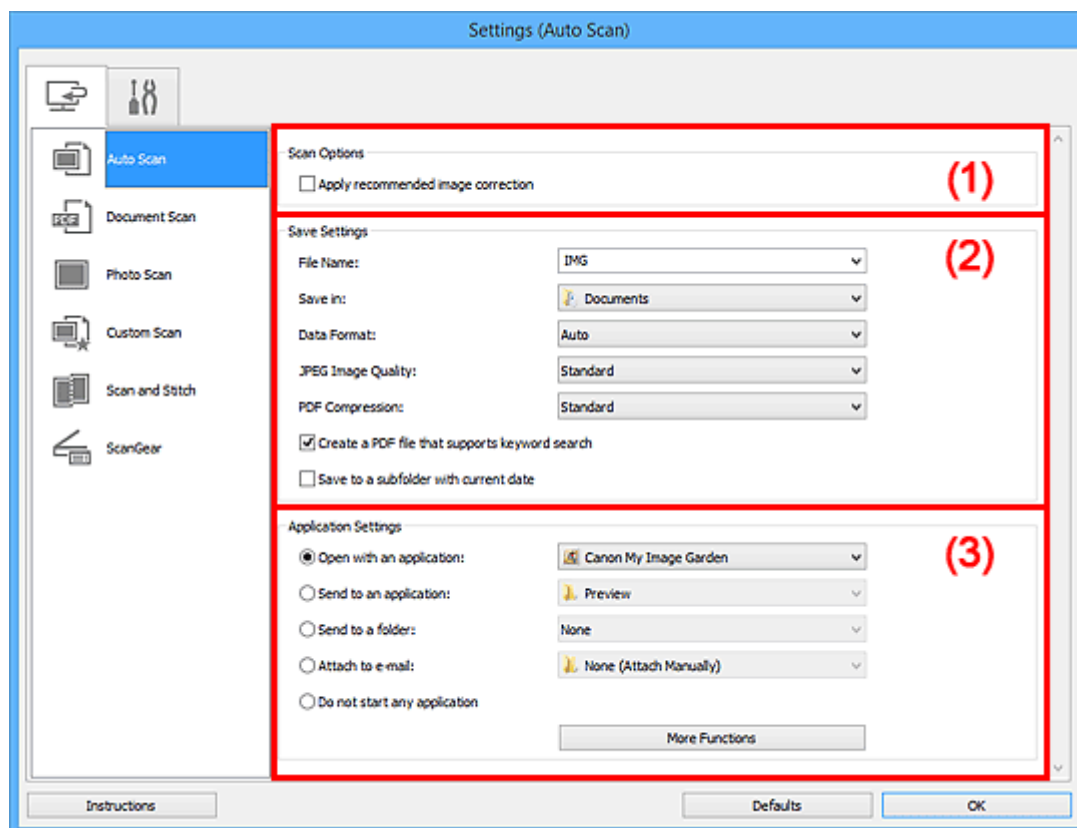 Settings (Auto Scan)
Auto Scan
Document Scan
Photo Scan
Custom Scan
Scan and Stitch
ScanGear
Scan Options
Apply recommended image correction
(1)
Save Settings
(2)
File Name: IMG
Save in: Documents
Data Format: Auto
JPEG Image Quality: Standard
PDF Compression: Standard
Create a PDF file that supports keyword search
Save to a subfolder with current date
Application Settings
(3)
Open with an application: Canon My Image Garden
Send to an application: Preview
Send to a folder: None
Attach to e-mail: None (Attach Manually)
Do not start any application
More Functions
Instructions Defaults OK